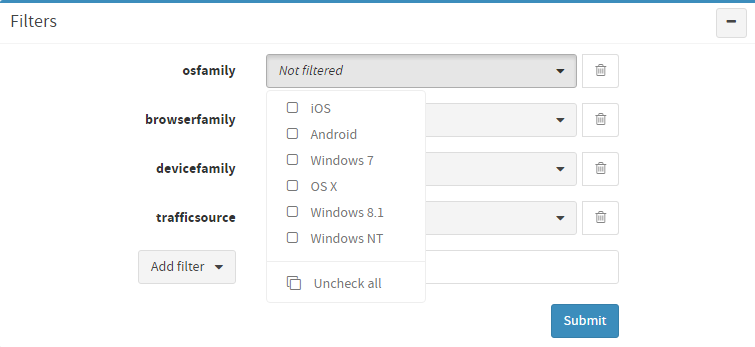 Filters
osfamily
Not filtered
iOS
browserfamily
Android
Windows 7
devicefamily
OS X
Windows 8.1
trafficsource
Windows NT
Add filter
Uncheck all
Submit